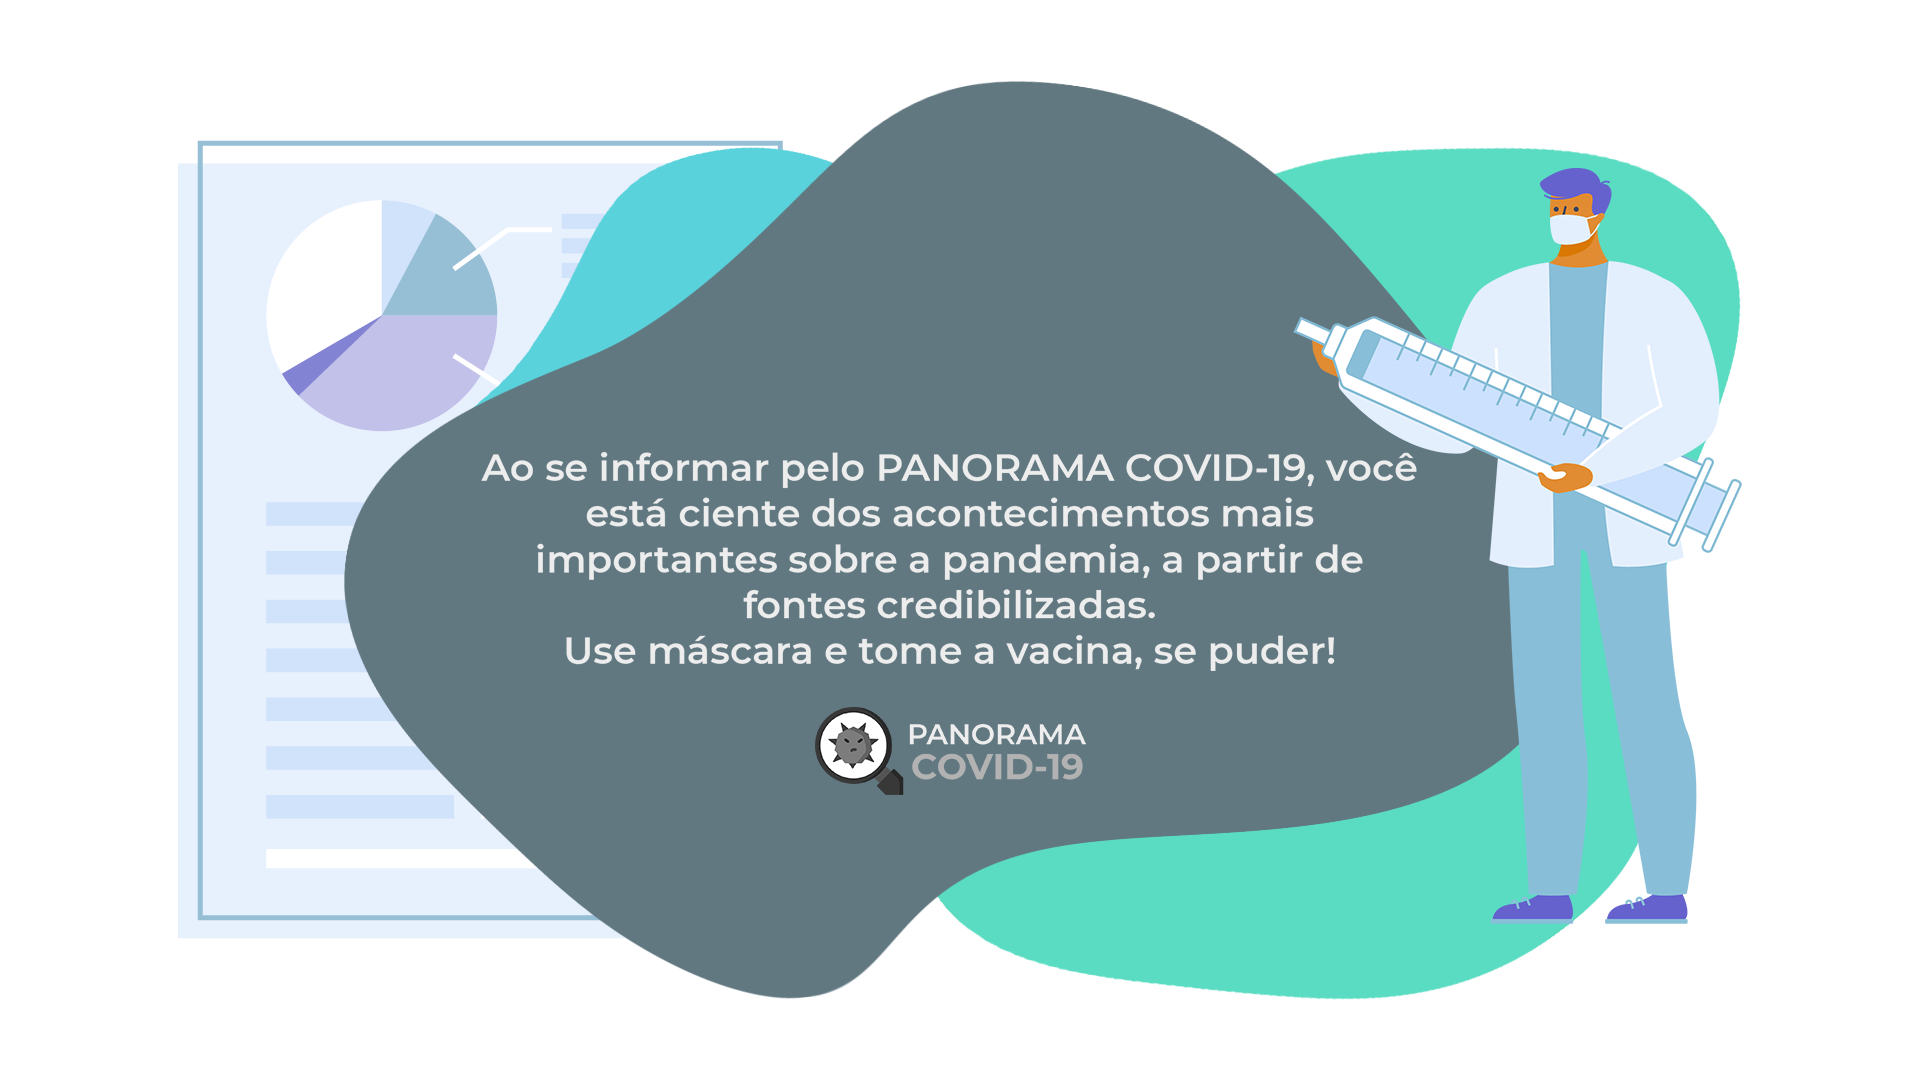 Ao se informar pelo PANORAMA COVID-19, você
está ciente dos acontecimentos mais
importantes sobre a pandemia, a partir de
fontes credibilizadas.
Use máscara e tome a vacina, se puder!
PANORAMA
COVID-19